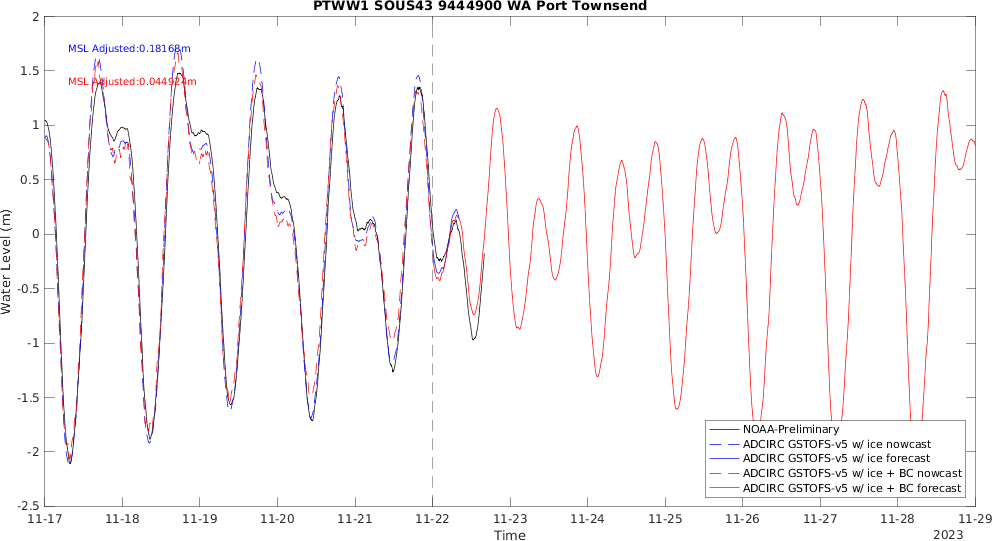 PTWW1 SOUS43 9444900 WA Port Townsend
MSL Adjusted:0.18168m
MSL Adjusted:0.044924m
Water Level (m)
2
1.5
1
0.5
0
-0.5
-1
-1.5
-2
-2.5
NOAA-Preliminary
ADCIRC GSTOFS-v5 w/ ice nowcast
ADCIRC GSTOFS-v5 w/ ice forecast
ADCIRC GSTOFS-v5 w/ ice + BC nowcast
ADCIRC GSTOFS-v5 w/ ice + BC forecast
11-17 11-18 11-19 11-20 11-21 11-22 11-23 11-24 11-25 11-26 11-27 11-28 11-29
Time
2023